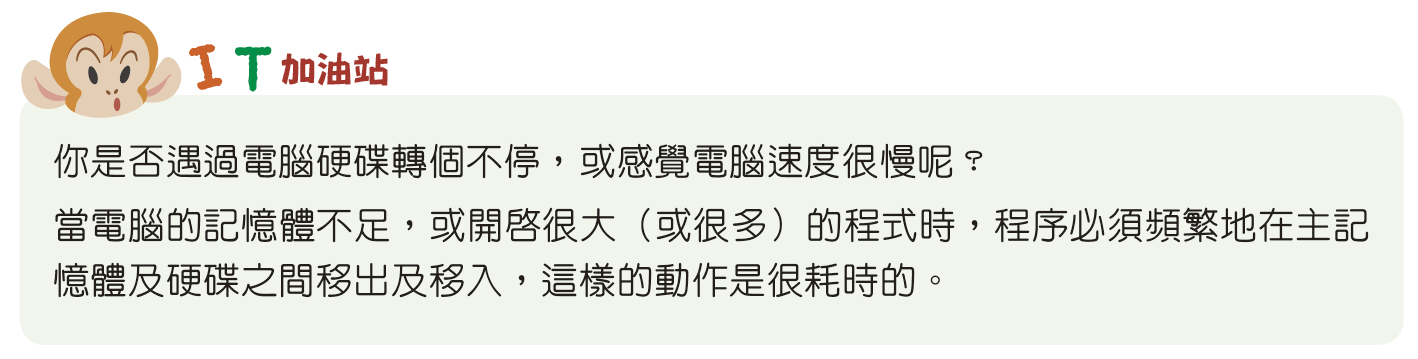 IT加油站
你是否遇過電腦硬碟轉個不停，或感覺電腦速度很慢呢？
當電腦的記憶體不足，或開啓很大（或很多）的程式時，程序必須頻繁地在主記
憶體及硬碟之間移出及移入，這樣的動作是很耗時的。